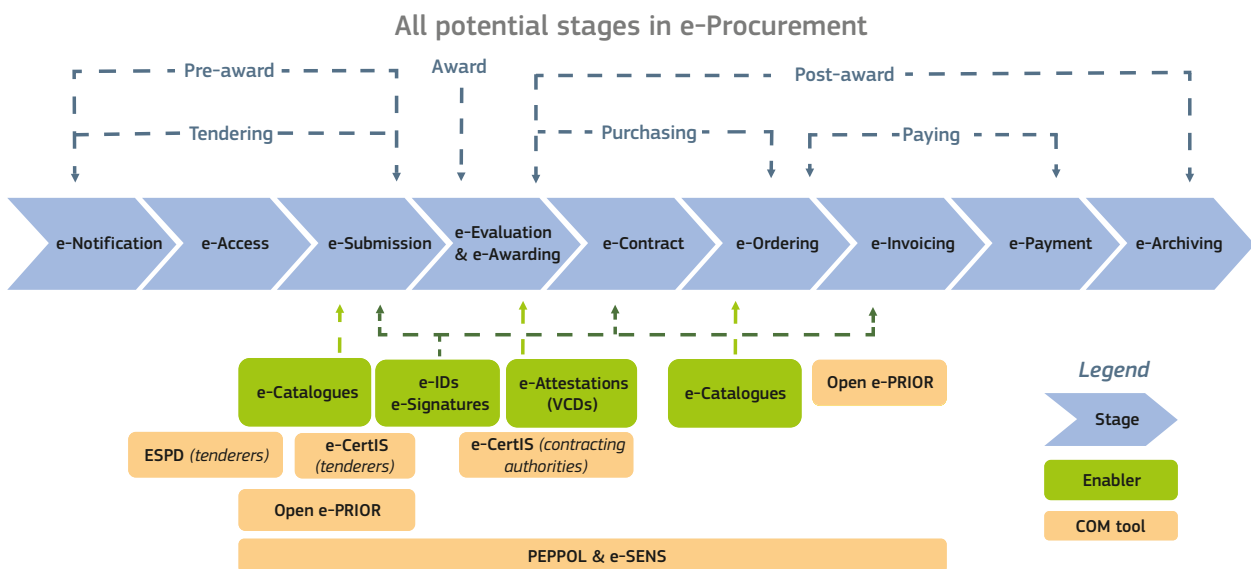 All potential stages in e-Procurement
Pre-award
Award
Post-award
Tendering
Purchasing
Paying
e-Notification
e-Access
e-Submission
e-Evaluation
& e-Awarding
e-Contract
e-Ordering
e-Invoicing
e-Payment
e-Archiving
e-Catalogues
e-IDs
e-Signatures
e-Attestations
(VCDs)
e-Catalogues
Open e-PRIOR
ESPD (tenderers)
e-CertIS
(tenderers)
e-CertIS (contracting
authorities)
Open e-PRIOR
PEPPOL & e-SENS
Legend
Stage
Enabler
COM tool